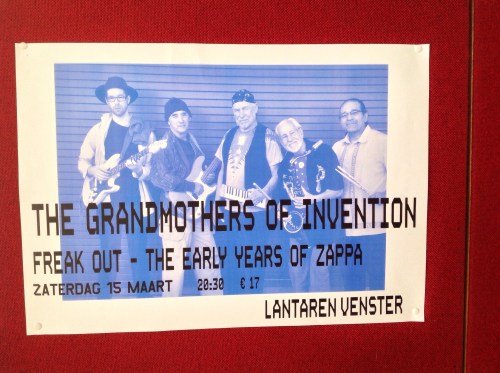 THE GRANDMOTHERS OF INVENTION
FREAK OUT - THE EARLY YEARS OF ZAPPA
ZATERDAG 15 MAART 20:30 € 17
LANTAREN VENSTER